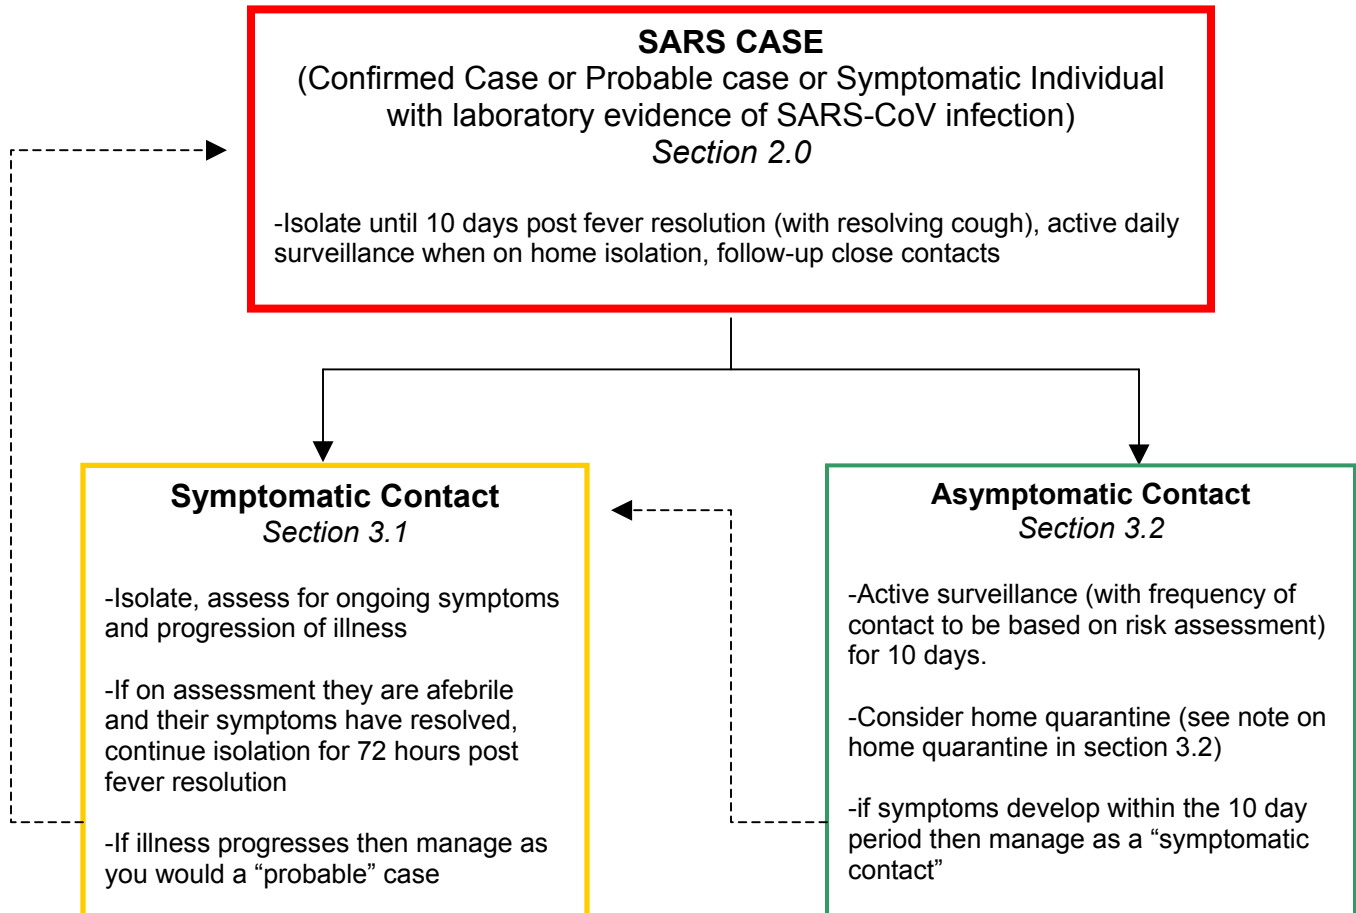 SARS CASE
(Confirmed Case or Probable case or Symptomatic Individual
with laboratory evidence of SARS-CoV infection)
Section 2.0
-Isolate until 10 days post fever resolution (with resolving cough), active daily
surveillance when on home isolation, follow-up close contacts
Symptomatic Contact
Section 3.1
-Isolate, assess for ongoing symptoms
and progression of illness
-If on assessment they are afebrile
and their symptoms have resolved,
continue isolation for 72 hours post
fever resolution
-If illness progresses then manage as
you would a “probable” case
Asymptomatic Contact
Section 3.2
-Active surveillance (with frequency of
contact to be based on risk assessment)
for 10 days.
-Consider home quarantine (see note on
home quarantine in section 3.2)
-if symptoms develop within the 10 day
period then manage as a “symptomatic
contact”